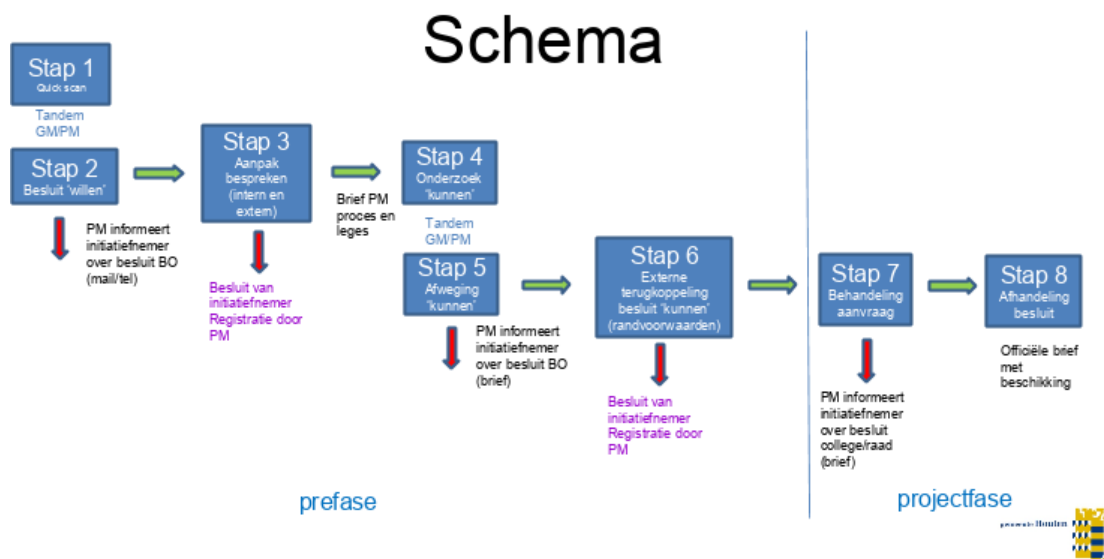 Schema
Stap 1
Quick scan
Tandem
GM/PM
Stap 2
Besluit 'willen'
PM informeert
initiatiefnemer
over besluit BO
(mail/tel)
Stap 3
Aanpak
bespreken
(intern en
extern)
Besluit van
initiatiefnemer
Registratie door
PM
Brief PM
proces en
leges
Stap 4
Onderzoek
'kunnen'
Tandem
GM/PM
Stap 5
Afweging
'kunnen'
PM informeert
initiatiefnemer
over besluit BO
(brief)
Stap 6
Externe
terugkoppeling
besluit 'kunnen'
(randvoorwaarden)
Besluit van
initiatiefnemer
Registratie door
PM
Stap 7
Behandeling
aanvraag
PM informeert
initiatiefnemer
over besluit
college/raad
(brief)
Stap 8
Afhandeling
besluit
Officiële brief
met
beschikking
prefase
projectfase
gemeente Houten